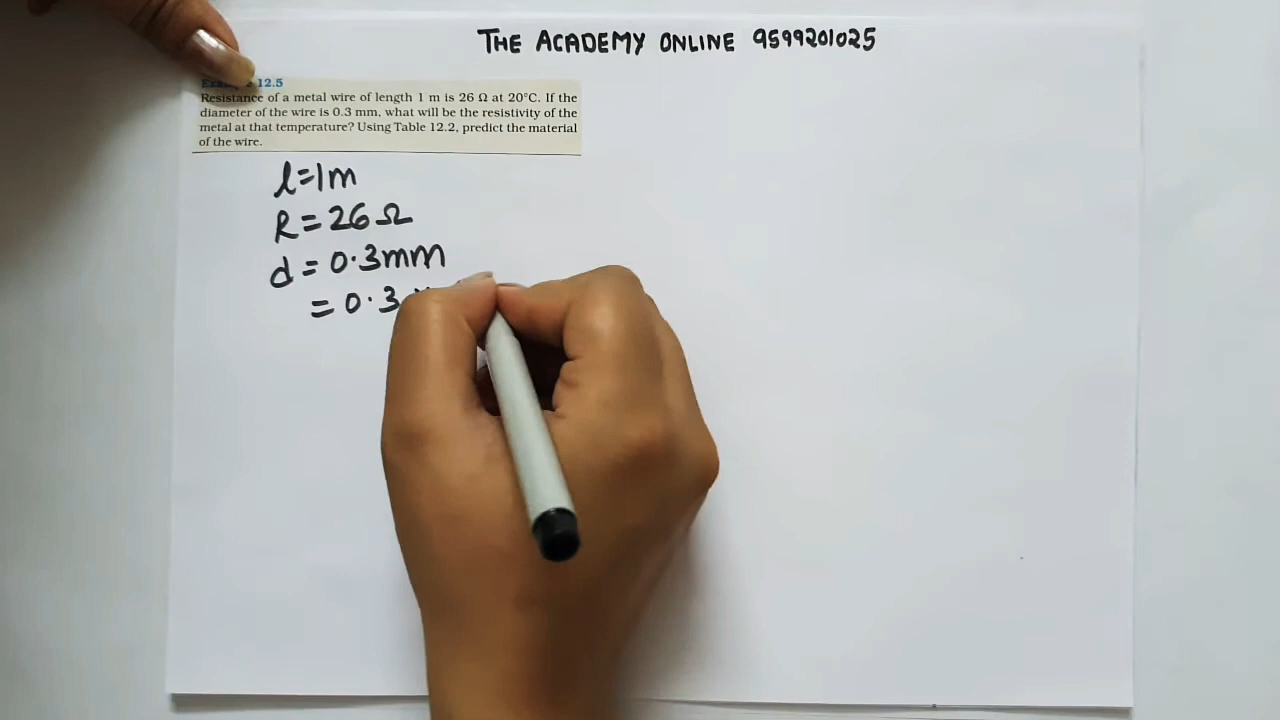 THE ACADEMY ONLINE 9599201025
12.5
Resistance of a metal wire of length 1 m is 26 Ω at 20°C. If the
diameter of the wire is 0.3 mm, what will be the resistivity of the
metal at that temperature? Using Table 12.2, predict the material
of the wire.
l=1m
R=26Ω
d=0.3mm
=0.3